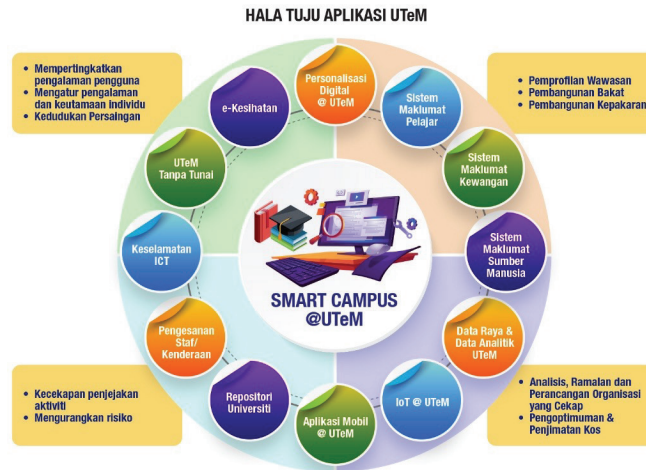 HALA TUJU APLIKASI UTeM
• Mempertingkatkan
pengalaman pengguna
• Mengatur pengalaman
dan keutamaan individu
• Kedudukan Persaingan
• Pemprofilan Wawasan
• Pembangunan Bakat
• Pembangunan Kepakaran
Personalisasi
Digital
@ UTeM
Sistem
Maklumat
Pelajar
Sistem
Maklumat
Kewangan
Sistem
Maklumat
Sumber
Manusia
Data Raya &
Data Analitik
UTeM
IoT @ UTeM
Aplikasi Mobil
@ UTeM
Repositori
Universiti
Pengesanan
Staf/
Kenderaan
Keselamatan
ICT
UTeM
Tanpa Tunai
e-Kesihatan
SMART CAMPUS
@UTeM
• Kecekapan penjejakan
aktiviti
• Mengurangkan risiko
• Analisis, Ramalan dan
Perancangan Organisasi
yang Cekap
• Pengoptimuman &
Penjimatan Kos